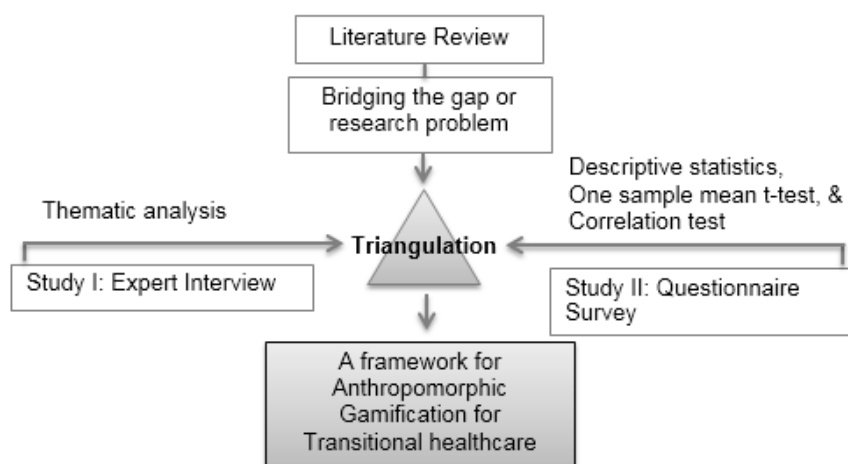 Literature Review
Bridging the gap or
research problem
Descriptive statistics,
One sample mean t-test, &
Correlation test
Thematic analysis
Triangulation
Study I: Expert Interview
Study II: Questionnaire
Survey
A framework for
Anthropomorphic
Gamification for
Transitional healthcare